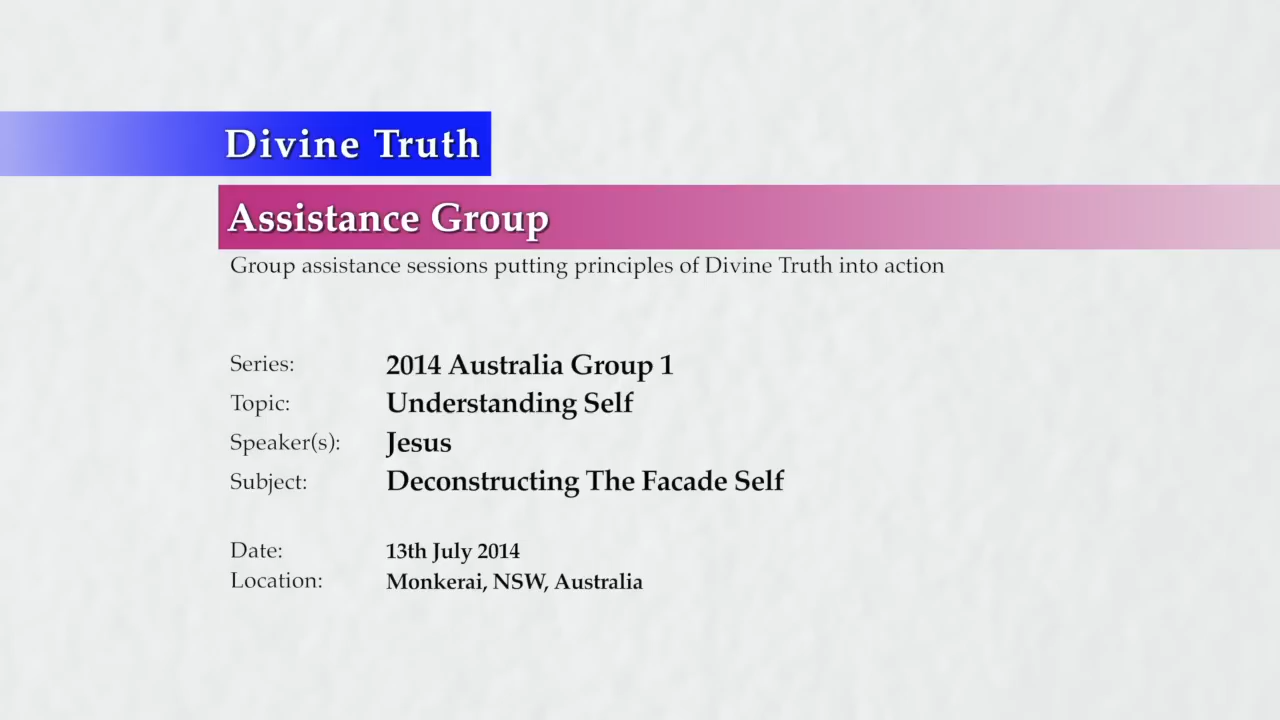 Divine Truth
Assistance Group
Group assistance sessions putting principles of Divine Truth into action
Series: 2014 Australia Group 1
Topic: Understanding Self
Speaker(s): Jesus
Subject: Deconstructing The Facade Self
Date: 13th July 2014
Location: Monkerai, NSW, Australia